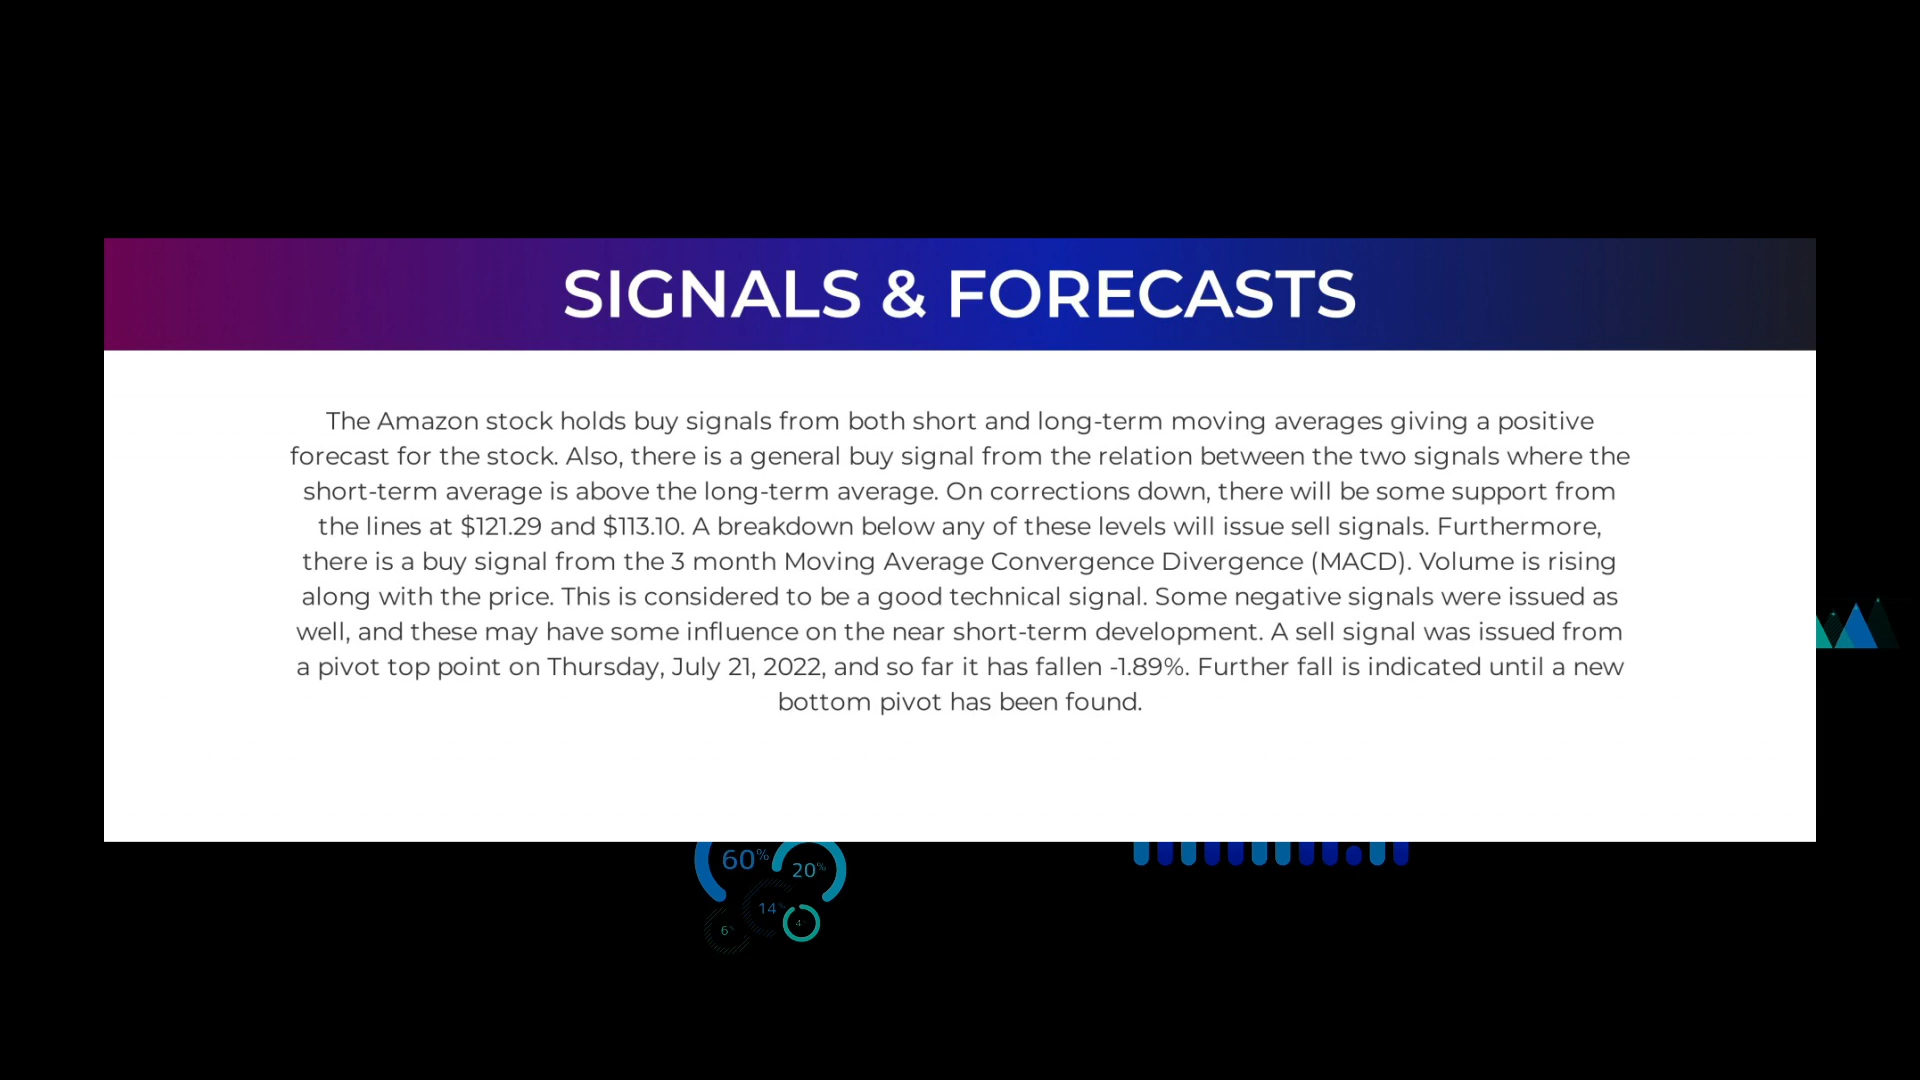 SIGNALS & FORECASTS
The Amazon stock holds buy signals from both short and long-term moving averages giving a positive
forecast for the stock. Also, there is a general buy signal from the relation between the two signals where the
short-term average is above the long-term average. On corrections down, there will be some support from
the lines at $121.29 and $113.10. A breakdown below any of these levels will issue sell signals. Furthermore,
there is a buy signal from the 3 month Moving Average Convergence Divergence (MACD). Volume is rising
along with the price. This is considered to be a good technical signal. Some negative signals were issued as
well, and these may have some influence on the near short-term development. A sell signal was issued from
a pivot top point on Thursday, July 21, 2022, and so far it has fallen -1.89%. Further fall is indicated until a new
bottom pivot has been found.
60%
20%
14%
6
4